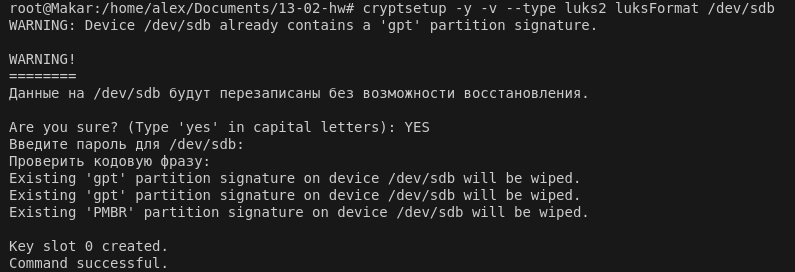 root@Makar:/home/alex/Documents/13-02-hw# cryptsetup -y -v --type luks2 luksFormat /dev/sdb
WARNING: Device /dev/sdb already contains a 'gpt' partition signature.
WARNING!
========
Данные на /dev/sdb будут перезаписаны без возможности восстановления.
Are you sure? (Type 'yes' in capital letters): YES
Введите пароль для /dev/sdb:
Проверить кодовую фразу:
Existing 'gpt' partition signature on device /dev/sdb will be wiped.
Existing 'gpt' partition signature on device /dev/sdb will be wiped.
Existing 'PMBR' partition signature on device /dev/sdb will be wiped.
Key slot 0 created.
Command successful.